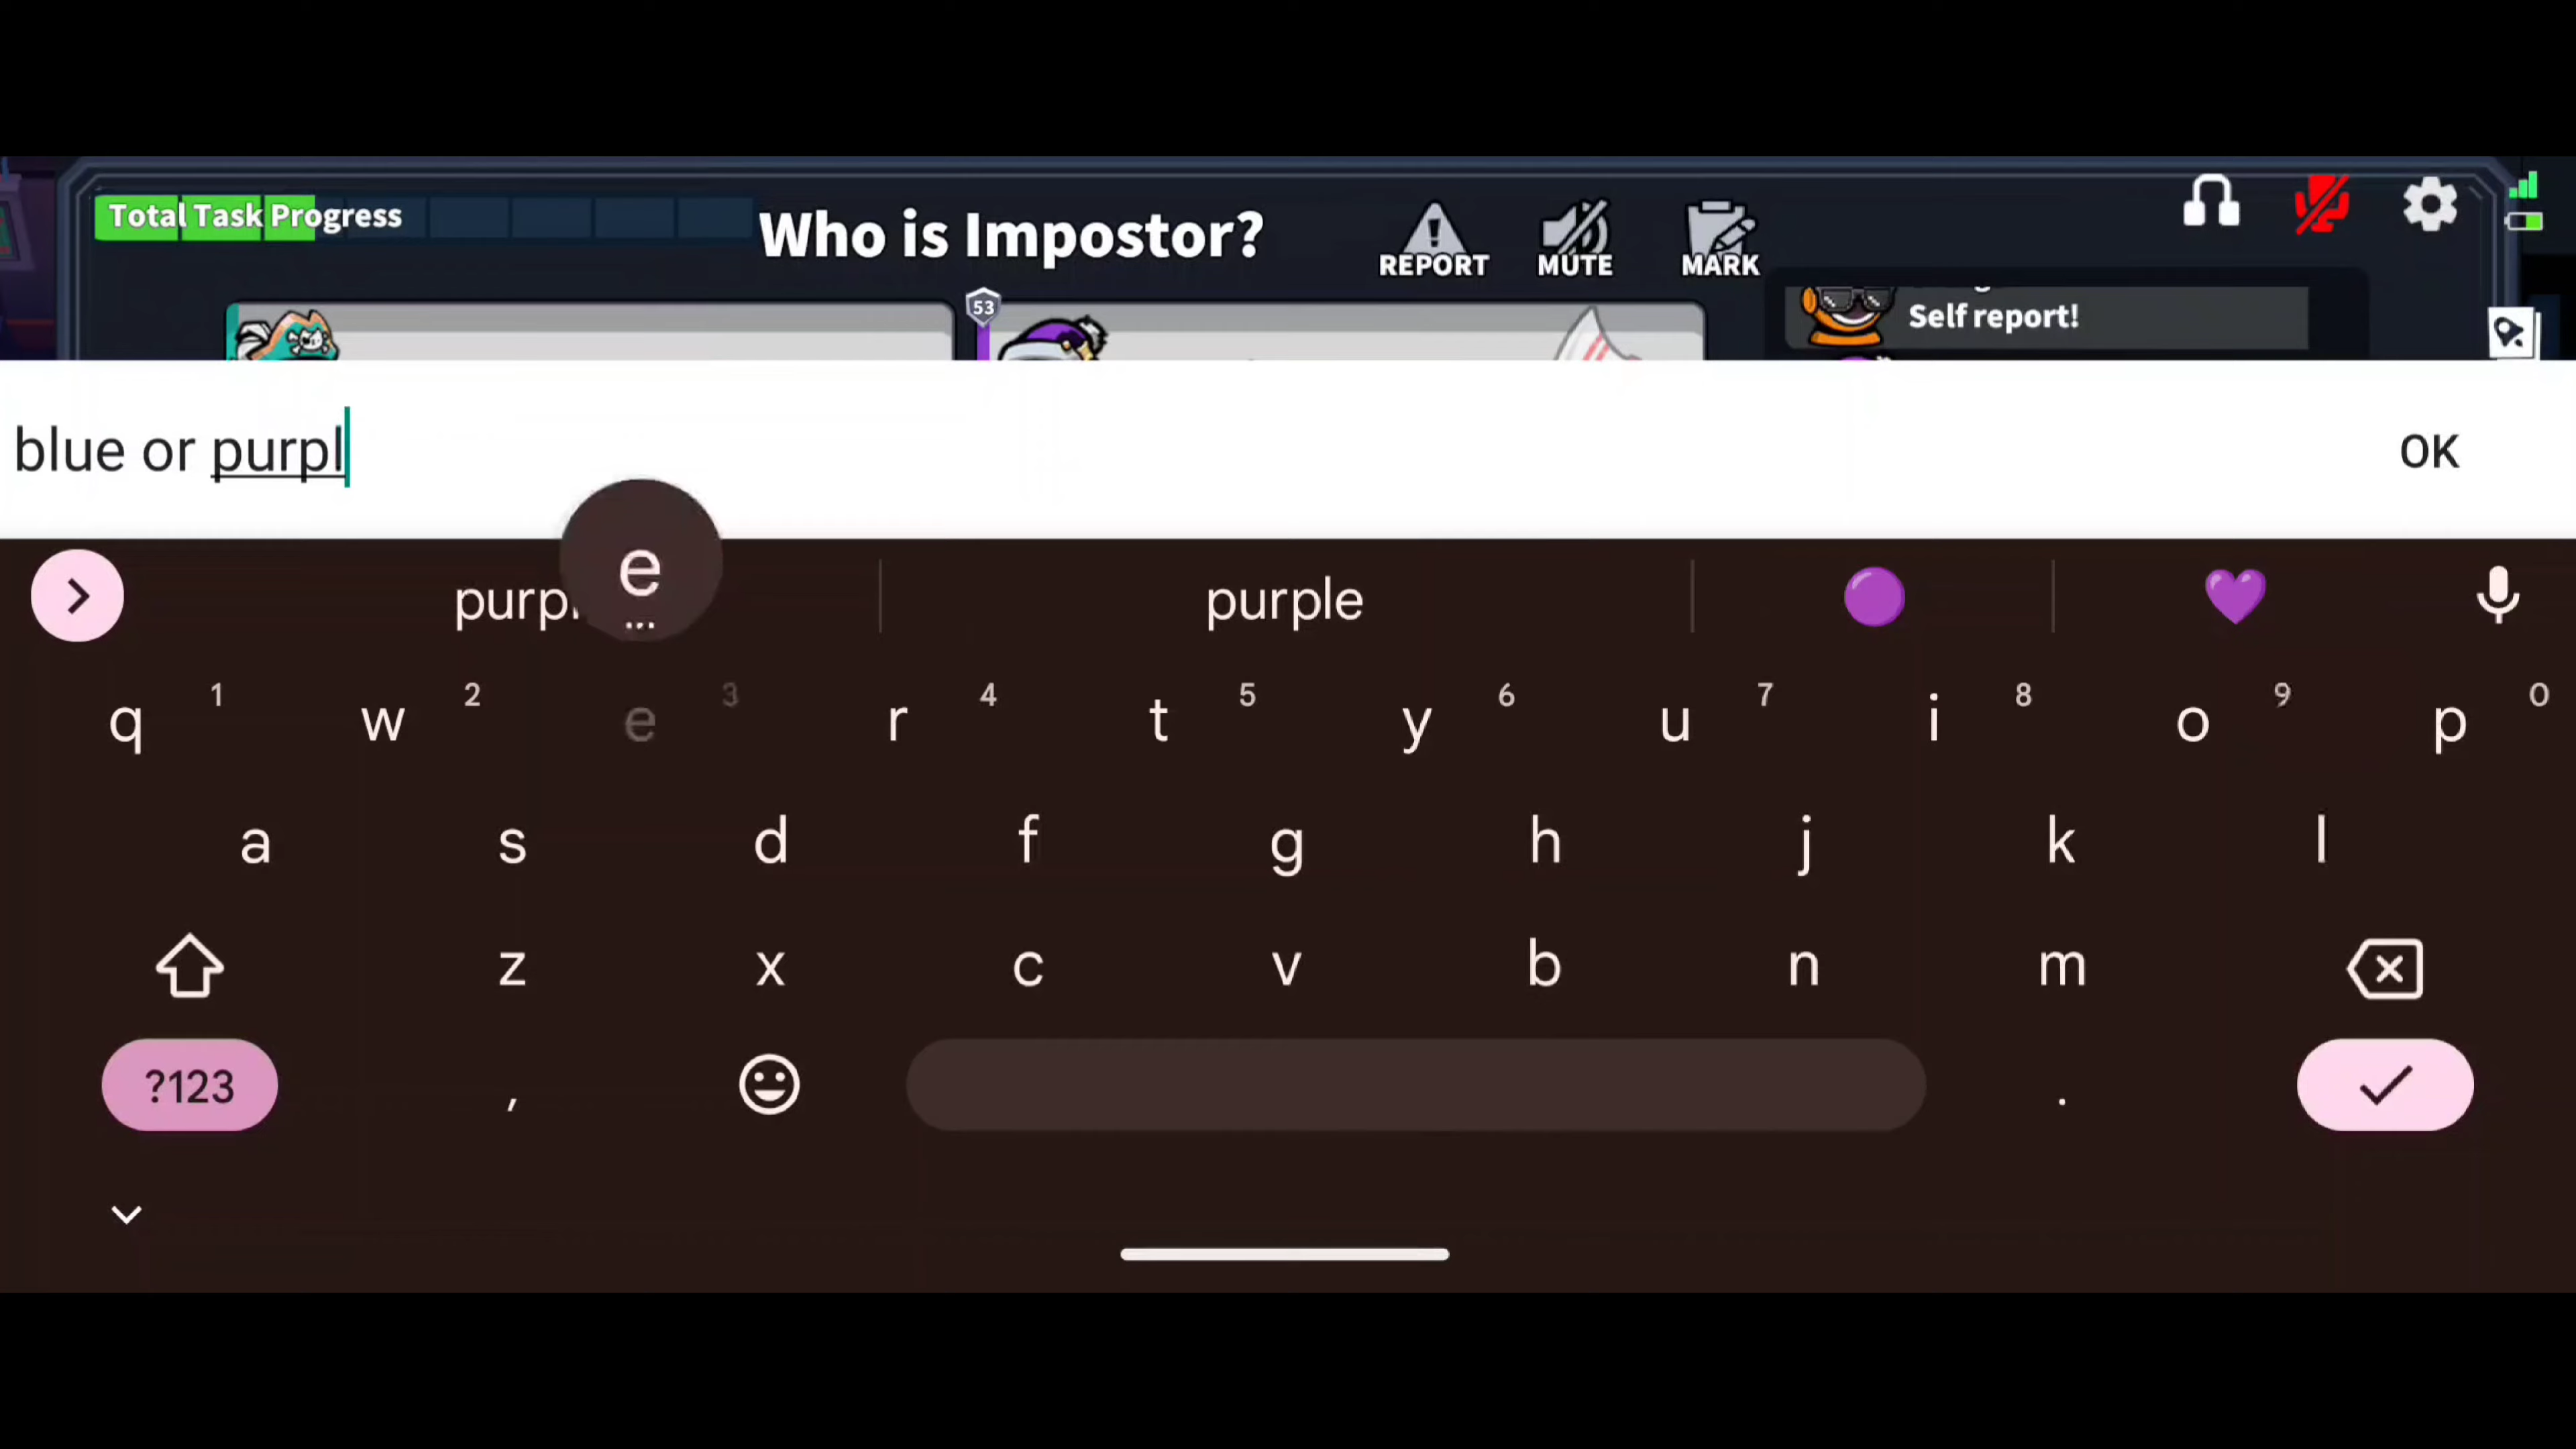 Total Task Progress
Who is Impostor?
REPORT
MUTE
MARK
53
Self report!
blue or purpl
OK
e
...
purple
q 1 w 2 e 3 r 4 t 5 y 6 u 7 i 8 o 9 p 0
a s d f g h j k l
z x c v b n m
?123 , .